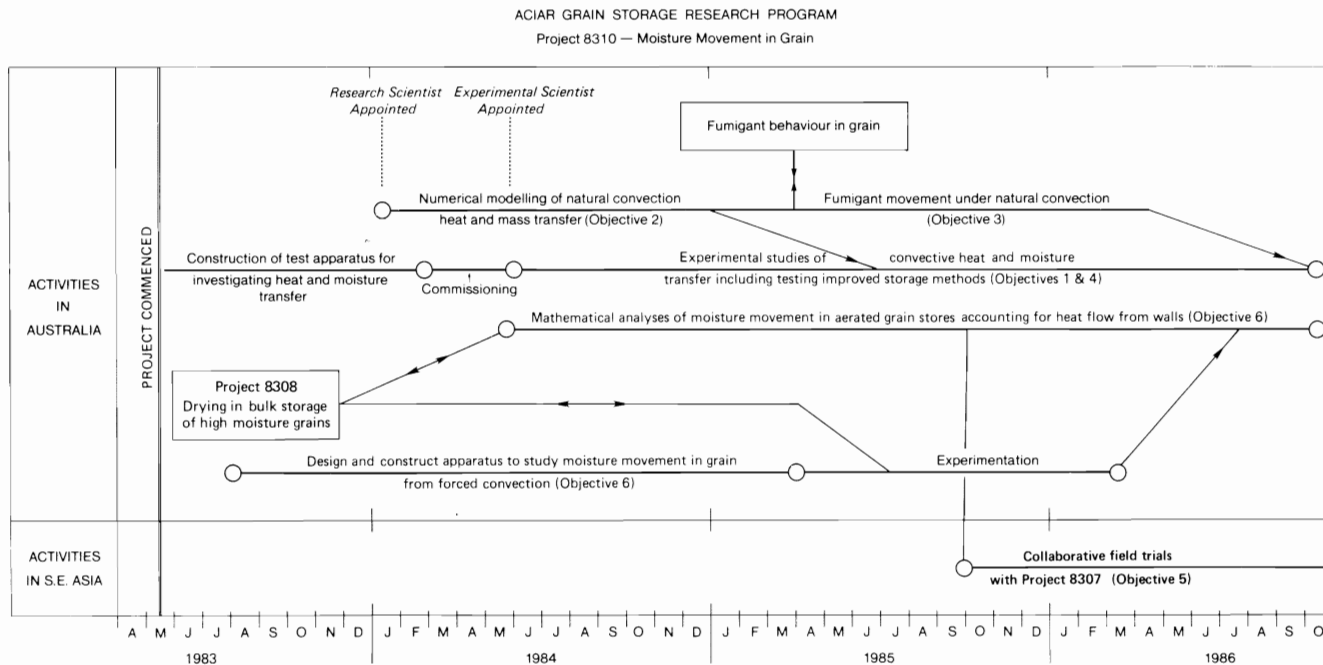 ACIAR GRAIN STORAGE RESEARCH PROGRAM
Project 8310 — Moisture Movement in Grain
Research Scientist
Appointed
Experimental Scientist
Appointed
Fumigant behaviour in grain
Numerical modelling of natural convection
heat and mass transfer (Objective 2)
Fumigant movement under natural convection
(Objective 3)
PROJECT COMMENCED
Construction of test apparatus for
investigating heat and moisture
transfer
Commissioning
Experimental studies of convective heat and moisture
transfer including testing improved storage methods (Objectives 1 & 4)
ACTIVITIES
IN
AUSTRALIA
Mathematical analyses of moisture movement in aerated grain stores accounting for heat flow from walls (Objective 6)
Project 8308
Drying in bulk storage
of high moisture grains
Design and construct apparatus to study moisture movement in grain
from forced convection (Objective 6)
Experimentation
ACTIVITIES
IN S.E. ASIA
Collaborative field trials
with Project 8307 (Objective 5)
A M J J A S O N D J F M A M J J A S O N D J F M A M J J A S O N D J F M A M J J A S O
1983 1984 1985 1986